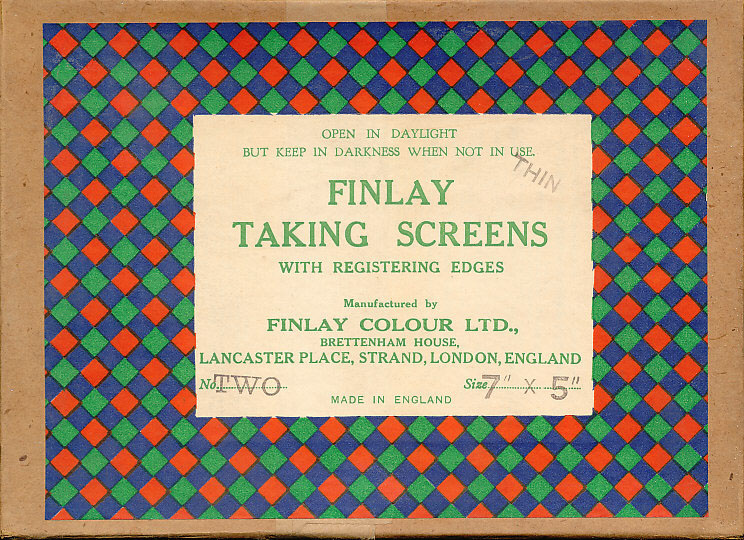 OPEN IN DAYLIGHT
BUT KEEP IN DARKNESS WHEN NOT IN USE.
THIN
FINLAY
TAKING SCREENS
WITH REGISTERING EDGES
Manufactured by
FINLAY COLOUR LTD.,
BRETTENHAM HOUSE,
LANCASTER PLACE, STRAND, LONDON, ENGLAND
No. TWO Size 7" X 5"
MADE IN ENGLAND